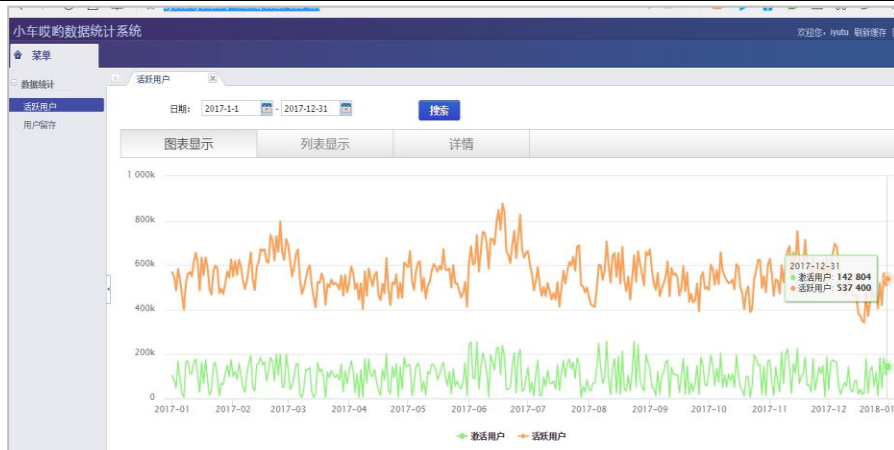 小车哎哟数据统计系统
欢迎您，iyutu 刷新缓存
菜单
数据统计
活跃用户
用户留存
活跃用户
日期： 2017-1-1 - 2017-12-31 搜索
图表显示 列表显示 详情
1 000k
800k
600k
400k
200k
0
2017-12-31
激活用户: 142 804
活跃用户: 537 400
2017-01 2017-02 2017-03 2017-04 2017-05 2017-06 2017-07 2017-08 2017-09 2017-10 2017-11 2017-12 2018-01
激活用户 活跃用户